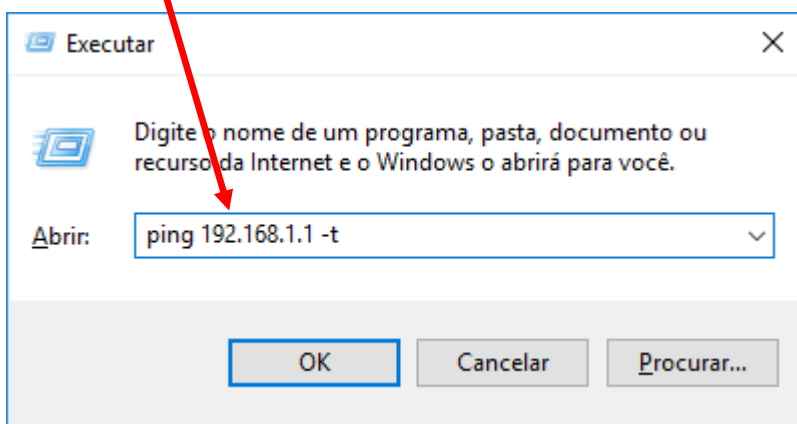 Executar
Digite o nome de um programa, pasta, documento ou
recurso da Internet e o Windows o abrirá para você.
Abrir: ping 192.168.1.1 -t
OK Cancelar Procurar...